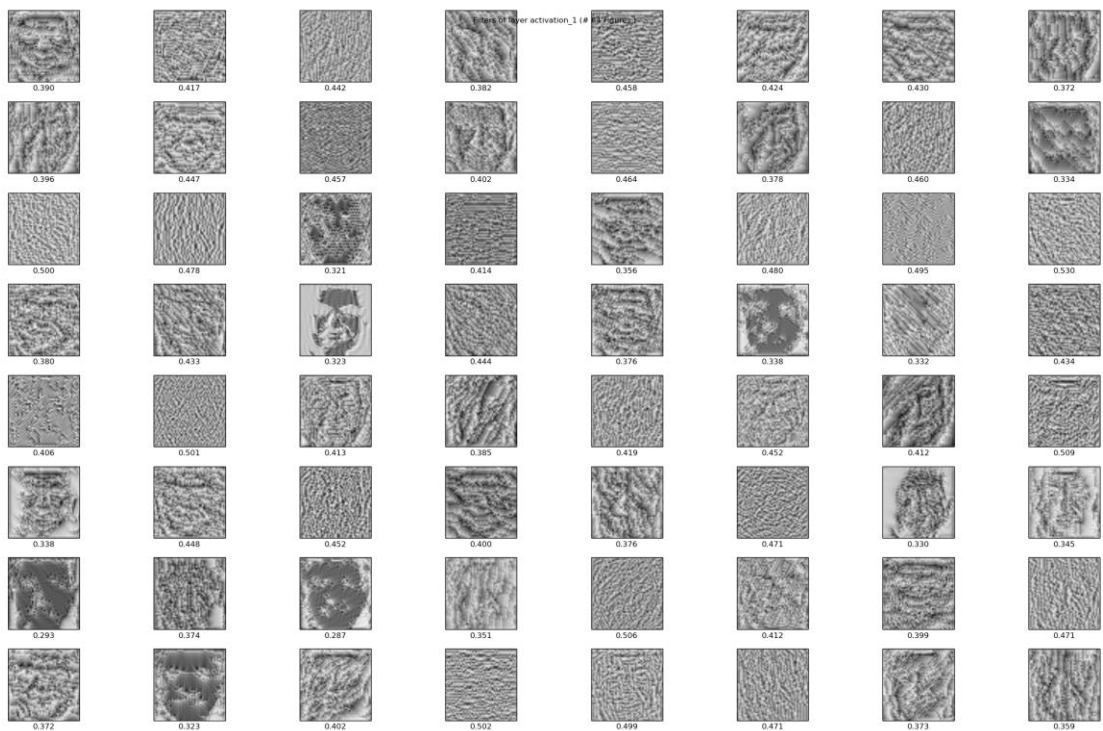 Filters of layer activation_1 (#
0.390 0.417 0.442 0.382 0.458 0.424 0.430 0.372
0.396 0.447 0.457 0.402 0.464 0.378 0.460 0.334
0.500 0.478 0.321 0.414 0.356 0.480 0.495 0.530
0.380 0.433 0.323 0.444 0.376 0.338 0.332 0.434
0.406 0.501 0.413 0.385 0.419 0.452 0.412 0.509
0.338 0.448 0.452 0.400 0.376 0.471 0.330 0.345
0.293 0.374 0.287 0.351 0.506 0.412 0.399 0.471
0.372 0.323 0.402 0.502 0.499 0.471 0.373 0.359